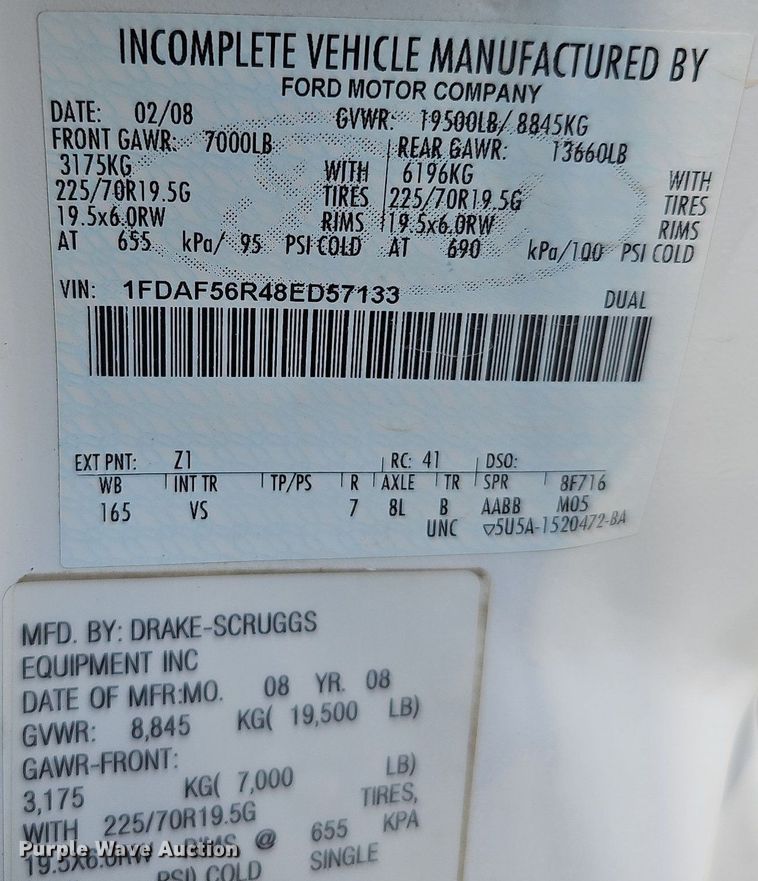 INCOMPLETE VEHICLE MANUFACTURED BY
FORD MOTOR COMPANY
DATE: 02/08 GVWR: 19500LB/ 8845KG
FRONT GAWR: 7000LB REAR GAWR: 13660LB
3175KG WITH 6196KG WITH
225/70R19.5G TIRES 225/70R19.5G TIRES
19.5x6.0RW RIMS 19.5x6.0RW RIMS
AT 655 kPa/ 95 PSI COLD AT 690 kPa/100 PSI COLD
VIN: 1FDAF56R48ED57133 DUAL
EXT PNT: Z1 RC: 41 DSO:
WB INT TR TP/PS R AXLE TR SPR 8F716
165 VS 7 8L B AABB M05
UNC ▽5U5A-1520472-BA
MFD. BY: DRAKE-SCRUGGS
EQUIPMENT INC
DATE OF MFR:MO. 08 YR. 08
GVWR: 8,845 KG( 19,500 LB)
GAWR-FRONT:
3,175 KG( 7,000 LB)
WITH 225/70R19.5G TIRES,
19.5X6.0RW RIMS @ 655 KPA
PSI) COLD SINGLE
Purple Wave Auction